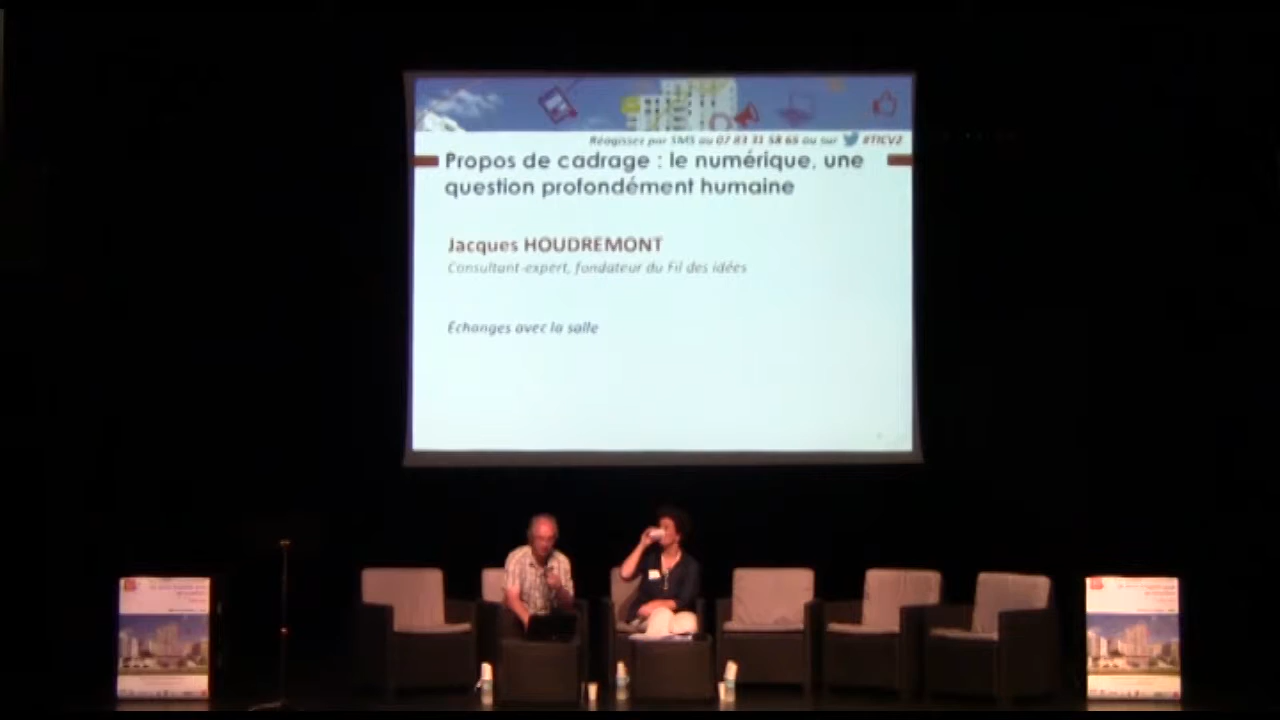 Réagissez par SMS au 07 83 31 58 65 ou sur #TICV2
Propos de cadrage : le numérique, une
question profondément humaine
Jacques HOUDREMONT
Consultant-expert, fondateur du Fil des idées
Echanges avec la salle